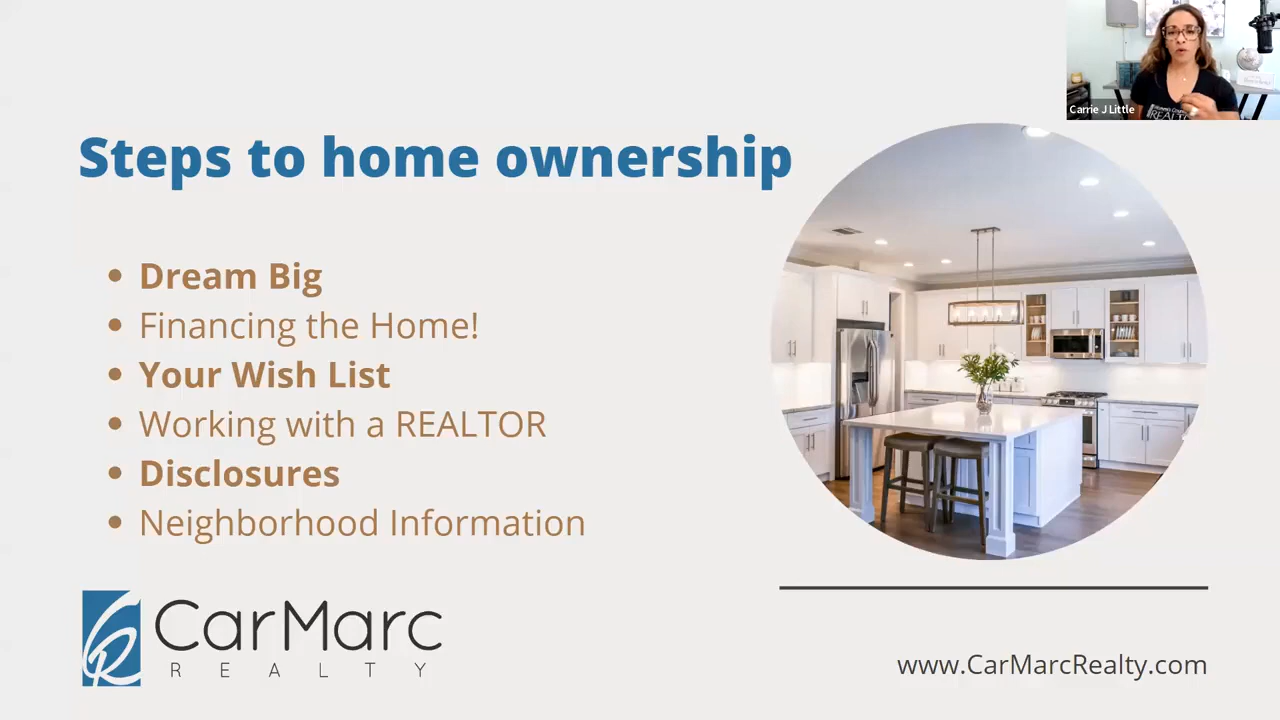 Carrie J Little
REALTO
Steps to home ownership
Dream Big
Financing the Home!
Your Wish List
Working with a REALTOR
Disclosures
Neighborhood Information
CarMarc
REALTY
www.CarMarcRealty.com